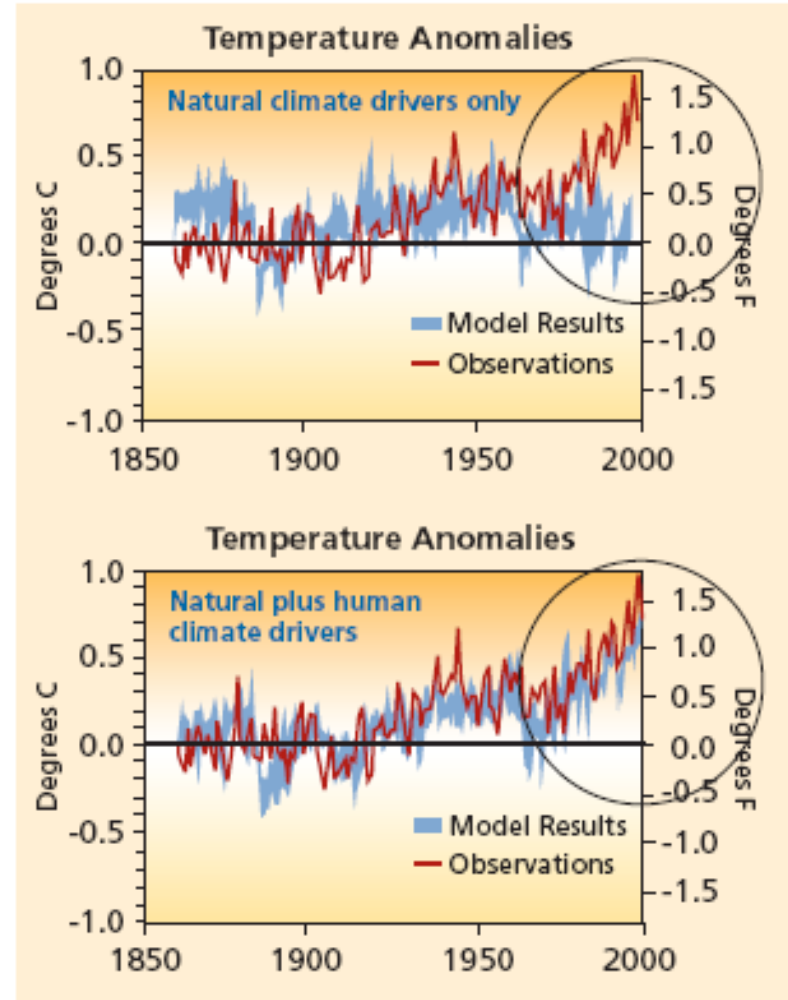 Temperature Anomalies
Natural climate drivers only
1.0
0.5
0.0
-0.5
-1.0
Degrees C
1.5
1.0
0.5
0.0
-0.5
-1.0
-1.5
Degrees F
Model Results
Observations
1850 1900 1950 2000
Temperature Anomalies
Natural plus human
climate drivers
1.0
0.5
0.0
-0.5
-1.0
Degrees C
1.5
1.0
0.5
0.0
-0.5
-1.0
-1.5
Degrees F
Model Results
Observations
1850 1900 1950 2000